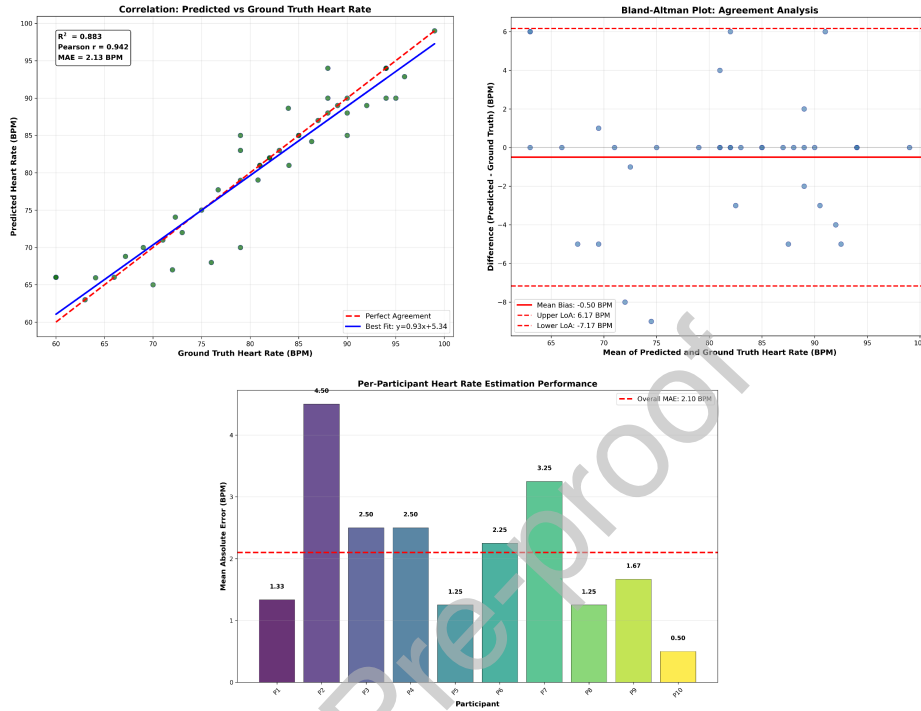 Correlation: Predicted vs Ground Truth Heart Rate
R² = 0.883
Pearson r = 0.942
MAE = 2.13 BPM
Predicted Heart Rate (BPM)
100
95
90
85
80
75
70
65
60
60 65 70 75 80 85 90 95 100
Ground Truth Heart Rate (BPM)
Perfect Agreement
Best Fit: y=0.93x+5.34
Bland-Altman Plot: Agreement Analysis
Difference (Predicted - Ground Truth) (BPM)
6
4
2
0
−2
−4
−6
−8
65 70 75 80 85 90 95 100
Mean of Predicted and Ground Truth Heart Rate (BPM)
Mean Bias: -0.50 BPM
Upper LoA: 6.17 BPM
Lower LoA: -7.17 BPM
Per-Participant Heart Rate Estimation Performance
Overall MAE: 2.10 BPM
Mean Absolute Error (BPM)
4
3
2
1
0
1.33
4.50
2.50
2.50
1.25
2.25
3.25
1.25
1.67
0.50
P1 P2 P3 P4 P5 P6 P7 P8 P9 P10
Participant
Pre-proof